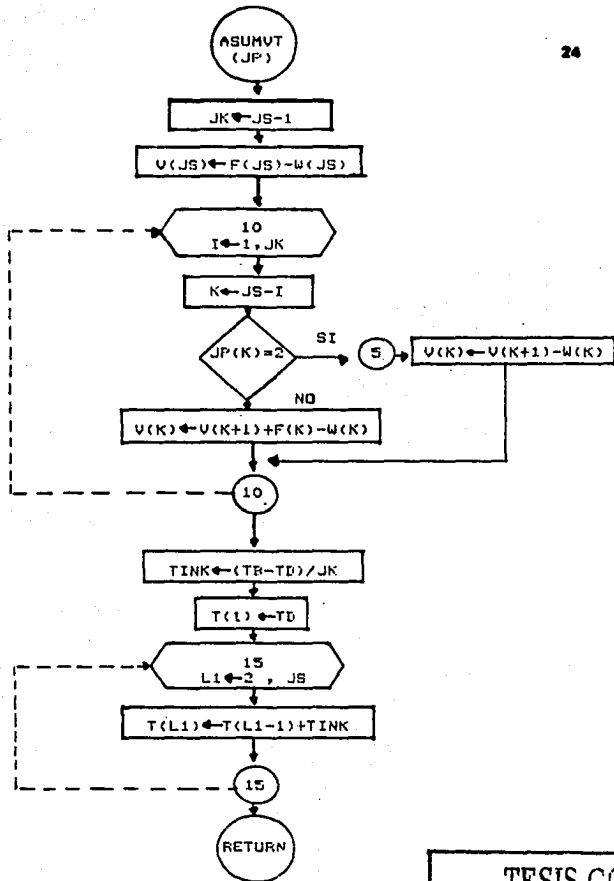 24
ASUMVT
(JP)
JK←JS-1
V(JS)←F(JS)-W(JS)
10
I←1,JK
K←JS-I
JP(K)=2
SI
5
V(K)←V(K+1)-W(K)
NO
V(K)←V(K+1)+F(K)-W(K)
10
TINK←(TB-TD)/JK
T(1)←TD
15
L1←2 , JS
T(L1)←T(L1-1)+TINK
15
RETURN